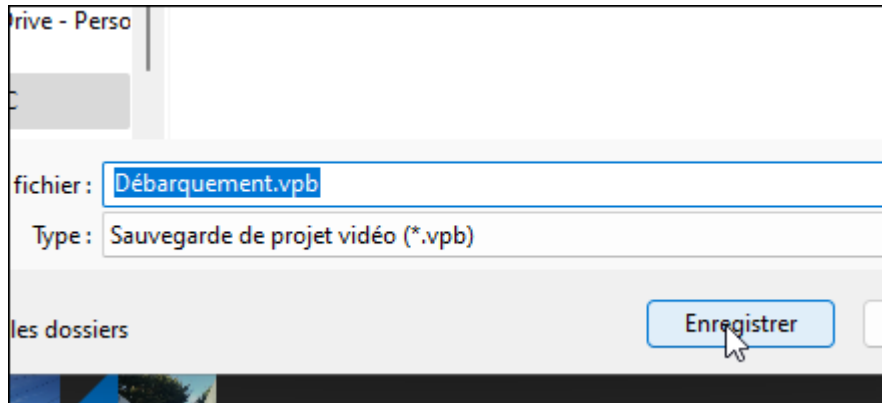 rive - Perso
C
fichier :
Débarquement.vpb
Type :
Sauvegarde de projet vidéo (*.vpb)
les dossiers
Enregistrer